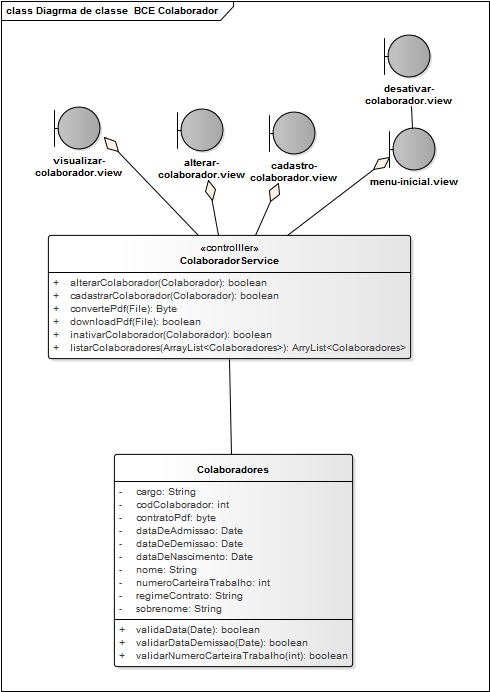 class Diagrma de classe BCE Colaborador
desativar-
colaborador.view
visualizar-
colaborador.view
alterar-
colaborador.view
cadastro-
colaborador.view
menu-inicial.view
«controlller»
ColaboradorService
+ alterarColaborador(Colaborador): boolean
+ cadastrarColaborador(Colaborador): boolean
+ convertePdf(File): Byte
+ downloadPdf(File): boolean
+ inativarColaborador(Colaborador): boolean
+ listarColaboradores(ArrayList<Colaboradores>): ArryList<Colaboradores>
Colaboradores
- cargo: String
- codColaborador: int
- contratoPdf: byte
- dataDeAdmissao: Date
- dataDeDemissao: Date
- dataDeNascimento: Date
- nome: String
- numeroCarteiraTrabalho: int
- regimeContrato: String
- sobrenome: String
+ validaData(Date): boolean
+ validarDataDemissao(Date): boolean
+ validarNumeroCarteiraTrabalho(int): boolean